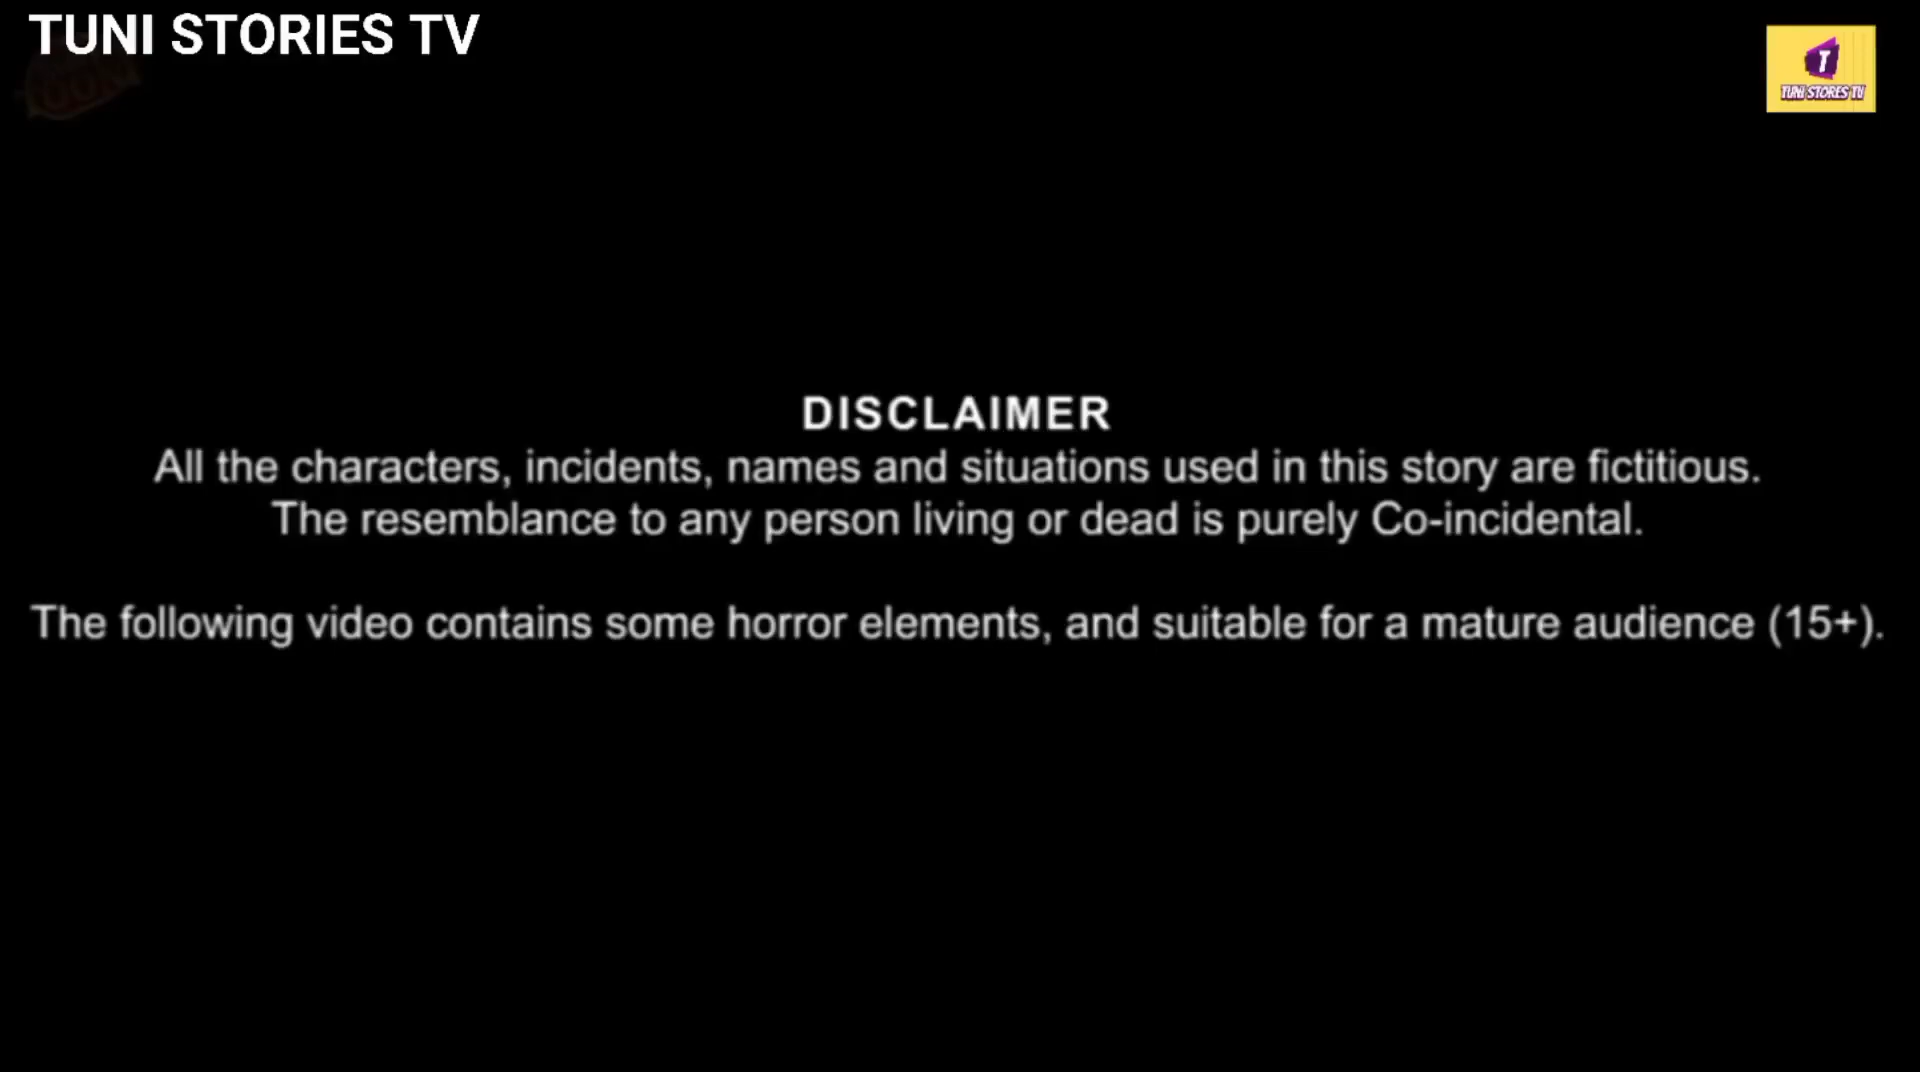 TUNI STORIES TV
T
TUNI STORES TV
DISCLAIMER
All the characters, incidents, names and situations used in this story are fictitious.
The resemblance to any person living or dead is purely Co-incidental.
The following video contains some horror elements, and suitable for a mature audience (15+).